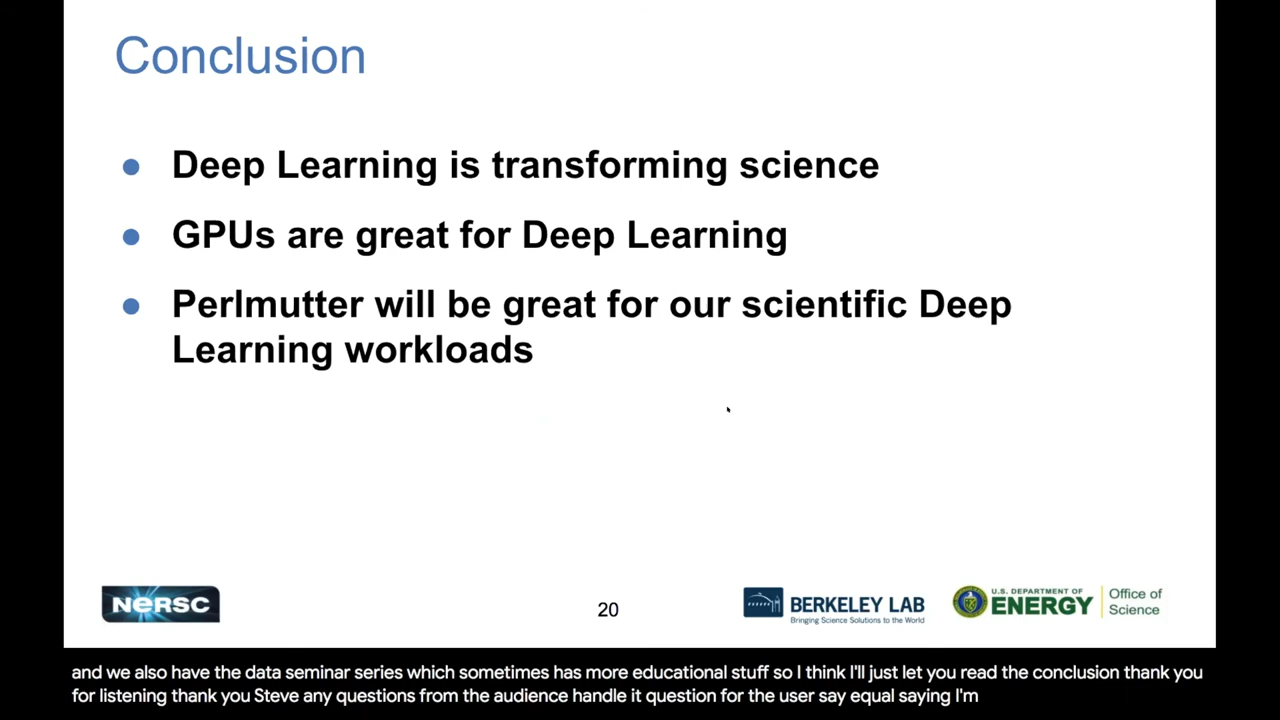 Conclusion
● Deep Learning is transforming science
● GPUs are great for Deep Learning
● Perlmutter will be great for our scientific Deep
Learning workloads
NERSC
20
BERKELEY LAB
Bringing Science Solutions to the World
U.S. DEPARTMENT OF
ENERGY
Office of
Science
and we also have the data seminar series which sometimes has more educational stuff so I think I'll just let you read the conclusion thank you
for listening thank you Steve any questions from the audience handle it question for the user say equal saying I'm